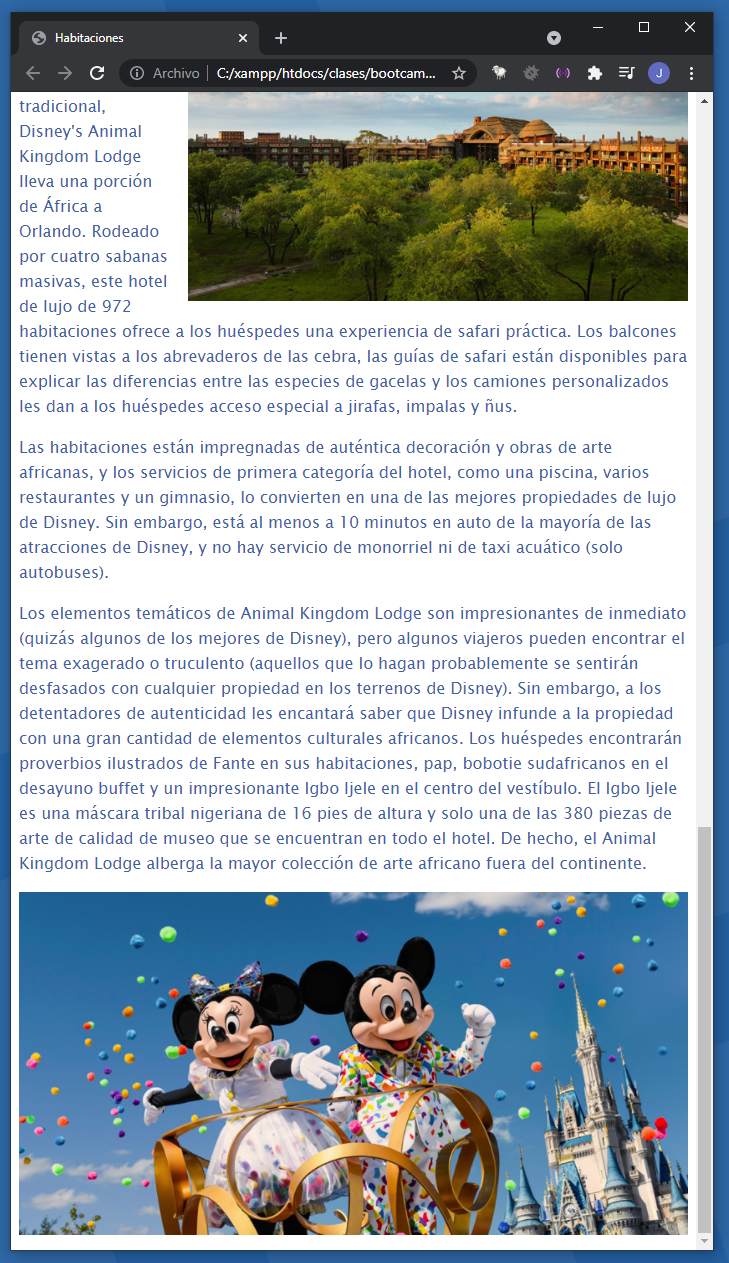 Habitaciones
Archivo
C:/xampp/htdocs/clases/bootcam...
J
tradicional,
Disney's Animal
Kingdom Lodge
lleva una porción
de África a
Orlando. Rodeado
por cuatro sabanas
masivas, este hotel
de lujo de 972
habitaciones ofrece a los huéspedes una experiencia de safari práctica. Los balcones
tienen vistas a los abrevaderos de las cebra, las guías de safari están disponibles para
explicar las diferencias entre las especies de gacelas y los camiones personalizados
les dan a los huéspedes acceso especial a jirafas, impalas y ñus.
Las habitaciones están impregnadas de auténtica decoración y obras de arte
africanas, y los servicios de primera categoría del hotel, como una piscina, varios
restaurantes y un gimnasio, lo convierten en una de las mejores propiedades de lujo
de Disney. Sin embargo, está al menos a 10 minutos en auto de la mayoría de las
atracciones de Disney, y no hay servicio de monorriel ni de taxi acuático (solo
autobuses).
Los elementos temáticos de Animal Kingdom Lodge son impresionantes de inmediato
(quizás algunos de los mejores de Disney), pero algunos viajeros pueden encontrar el
tema exagerado o truculento (aquellos que lo hagan probablemente se sentirán
desfasados con cualquier propiedad en los terrenos de Disney). Sin embargo, a los
detentadores de autenticidad les encantará saber que Disney infunde a la propiedad
con una gran cantidad de elementos culturales africanos. Los huéspedes encontrarán
proverbios ilustrados de Fante en sus habitaciones, pap, bobotie sudafricanos en el
desayuno buffet y un impresionante Igbo Ijele en el centro del vestíbulo. El Igbo Ijele
es una máscara tribal nigeriana de 16 pies de altura y solo una de las 380 piezas de
arte de calidad de museo que se encuentran en todo el hotel. De hecho, el Animal
Kingdom Lodge alberga la mayor colección de arte africano fuera del continente.